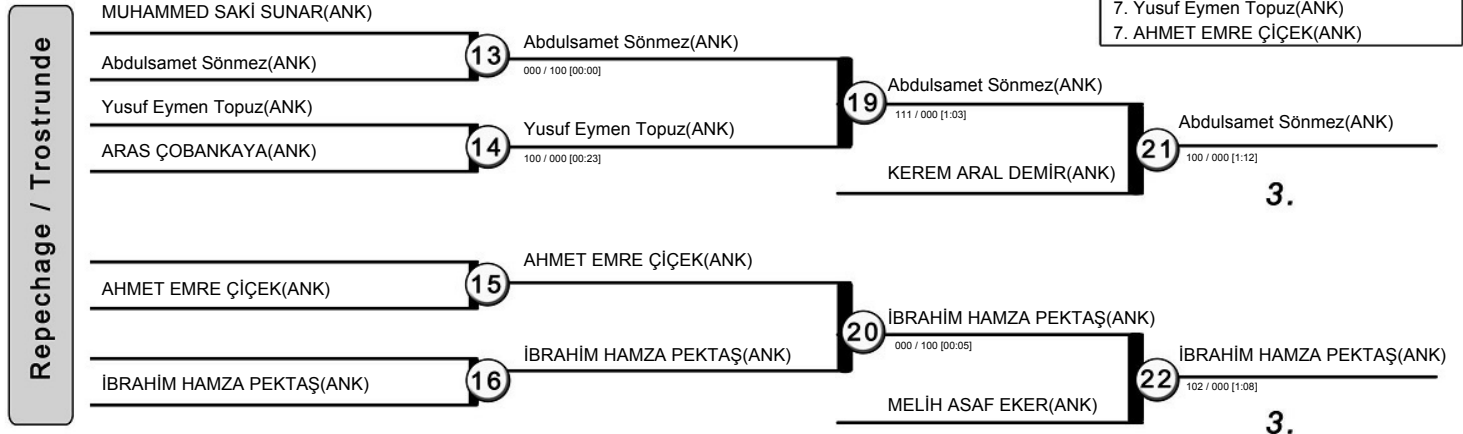 7. Yusuf Eymen Topuz(ANK)
7. AHMET EMRE ÇİÇEK(ANK)
Repechage / Trostrunde
MUHAMMED SAKİ SUNAR(ANK)
Abdulsamet Sönmez(ANK)
13
Abdulsamet Sönmez(ANK)
000 / 100 [00:00]
Yusuf Eymen Topuz(ANK)
ARAS ÇOBANKAYA(ANK)
14
Yusuf Eymen Topuz(ANK)
100 / 000 [00:23]
19
Abdulsamet Sönmez(ANK)
111 / 000 [1:03]
KEREM ARAL DEMİR(ANK)
21
Abdulsamet Sönmez(ANK)
100 / 000 [1:12]
3.
AHMET EMRE ÇİÇEK(ANK)
15
AHMET EMRE ÇİÇEK(ANK)
İBRAHİM HAMZA PEKTAŞ(ANK)
16
İBRAHİM HAMZA PEKTAŞ(ANK)
20
İBRAHİM HAMZA PEKTAŞ(ANK)
000 / 100 [00:05]
MELİH ASAF EKER(ANK)
22
İBRAHİM HAMZA PEKTAŞ(ANK)
102 / 000 [1:08]
3.